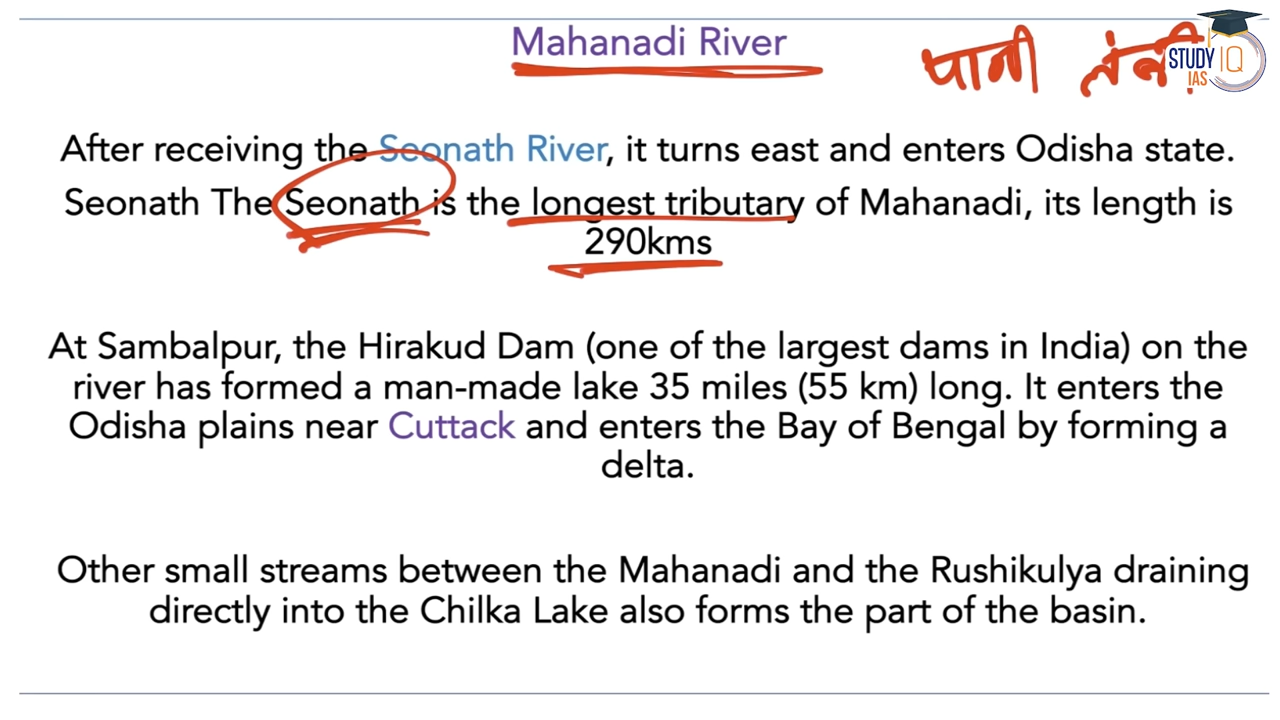 Mahanadi River
पानी
STUDY IQ
IAS
After receiving the Seonath River, it turns east and enters Odisha state.
Seonath The Seonath is the longest tributary of Mahanadi, its length is
290kms
At Sambalpur, the Hirakud Dam (one of the largest dams in India) on the
river has formed a man-made lake 35 miles (55 km) long. It enters the
Odisha plains near Cuttack and enters the Bay of Bengal by forming a
delta.
Other small streams between the Mahanadi and the Rushikulya draining
directly into the Chilka Lake also forms the part of the basin.